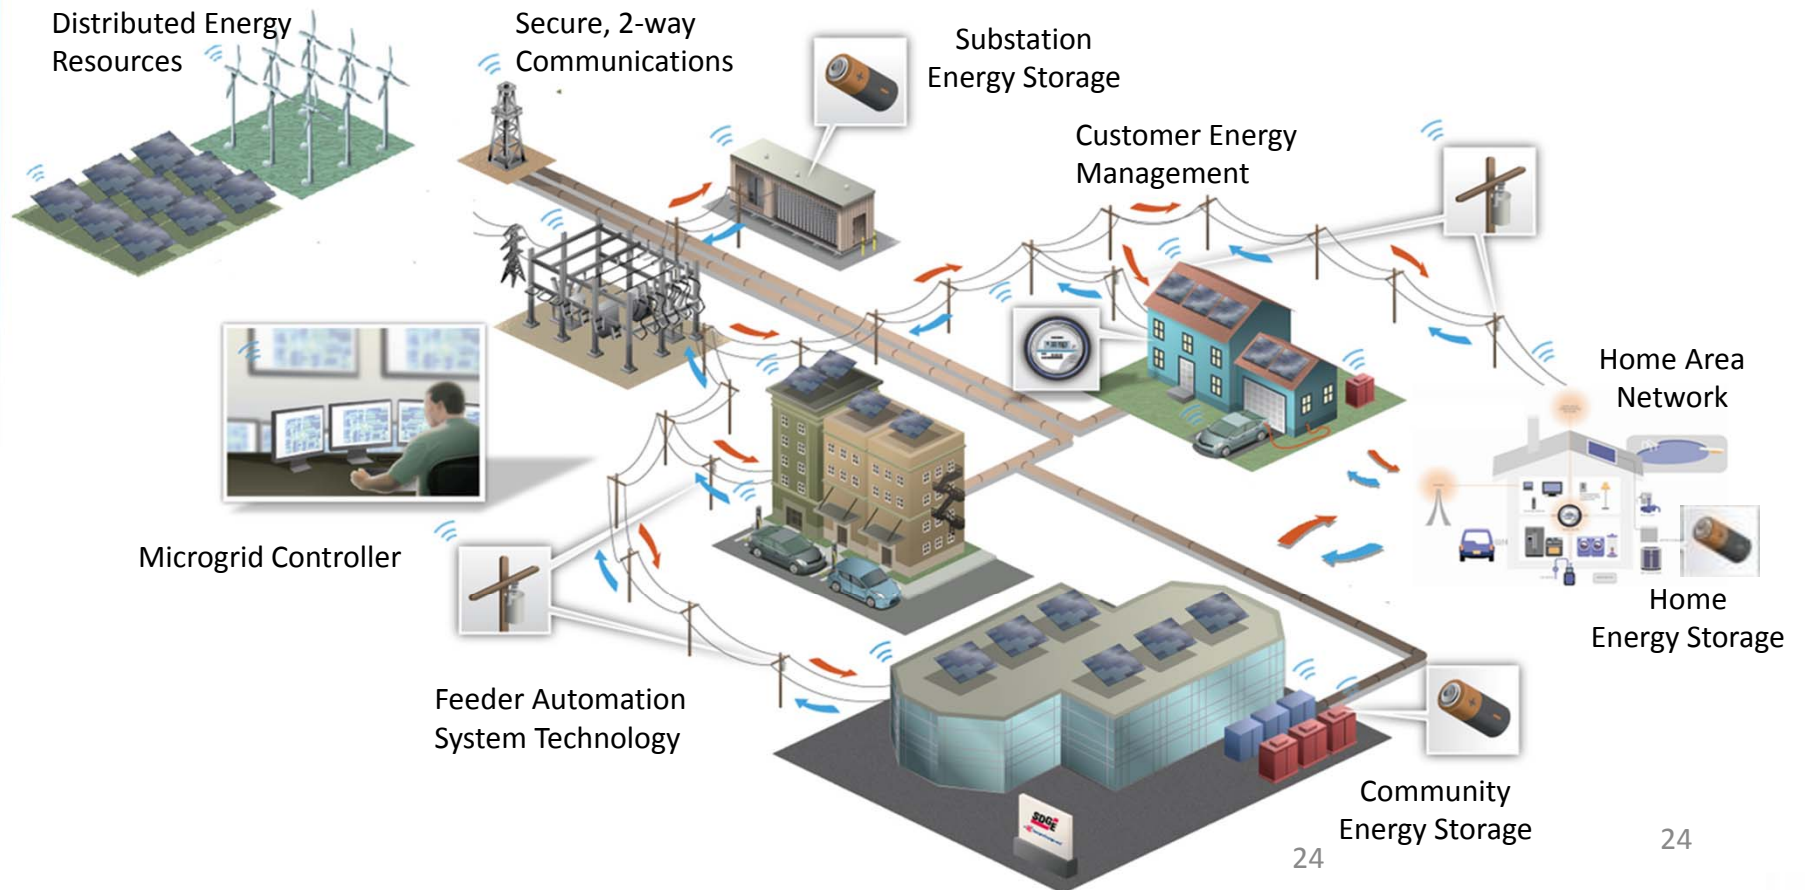 Distributed Energy
Resources
Secure, 2-way
Communications
Substation
Energy Storage
Customer Energy
Management
Home Area
Network
Microgrid Controller
Home
Energy Storage
Feeder Automation
System Technology
SDGE
Community
Energy Storage
24
24